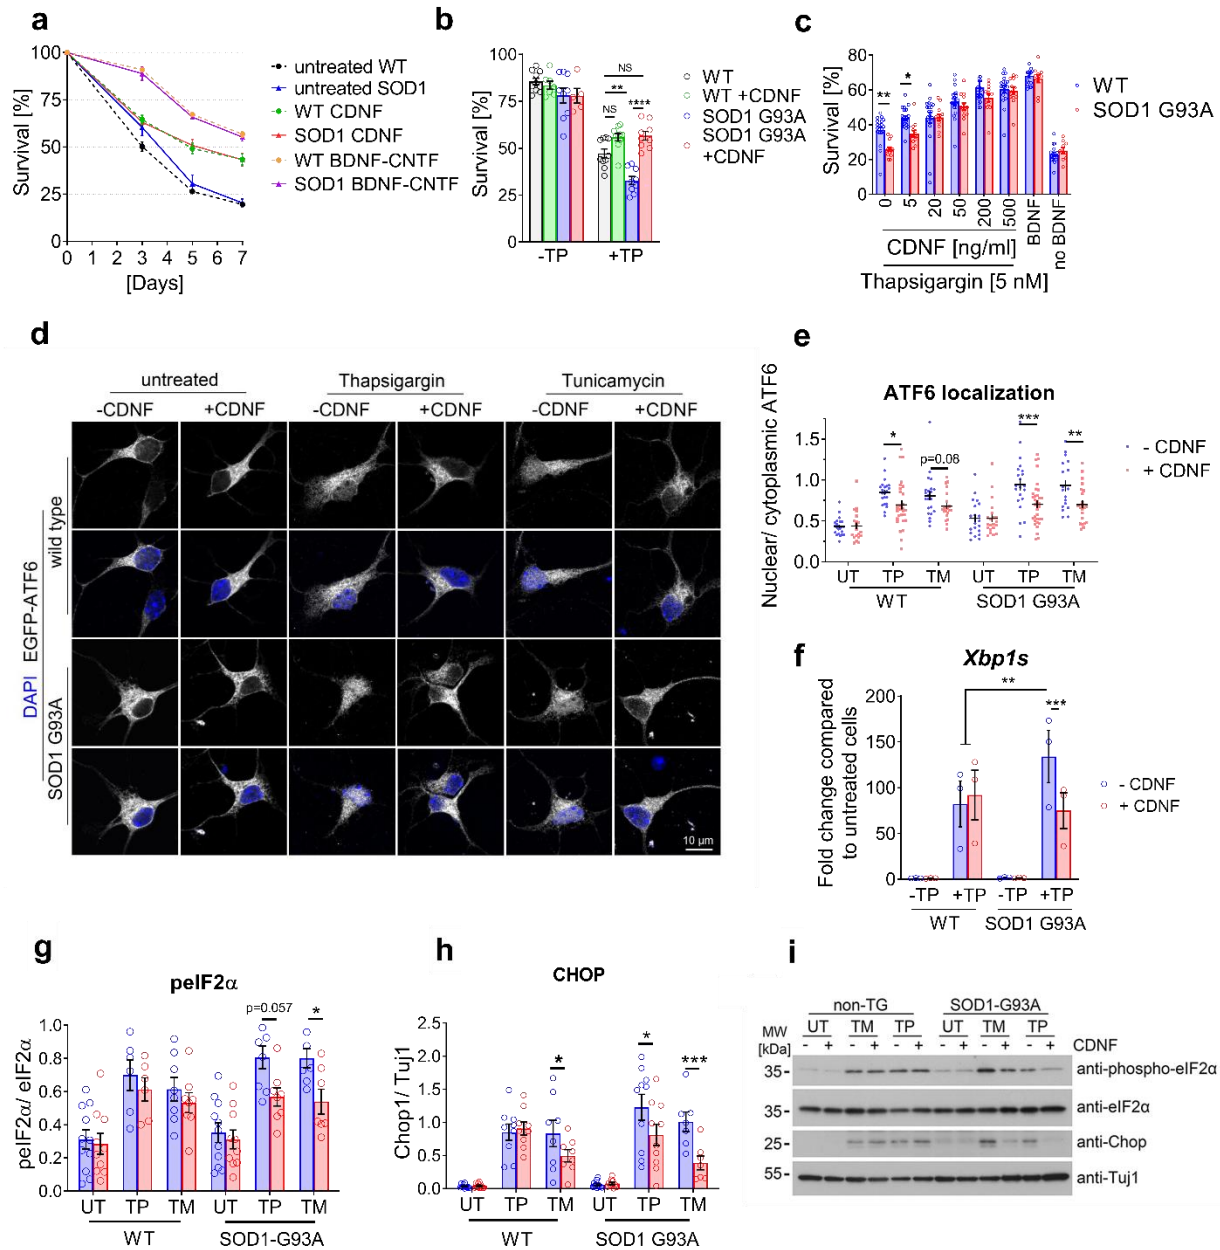 a
Survival [%]
100
75
50
25
0
0 1 2 3 4 5 6 7
[Days]
untreated WT
untreated SOD1
WT CDNF
SOD1 CDNF
WT BDNF-CNTF
SOD1 BDNF-CNTF
b
Survival [%]
100
75
50
25
0
NS
**
NS
****
-TP +TP
WT
WT +CDNF
SOD1 G93A
SOD1 G93A
+CDNF
c
Survival [%]
80
60
40
20
0
**
*
0 5 20 50 200 500 BDNF no BDNF
CDNF [ng/ml]
Thapsigargin [5 nM]
WT
SOD1 G93A
d
untreated Thapsigargin Tunicamycin
-CDNF +CDNF -CDNF +CDNF -CDNF +CDNF
wild type
SOD1 G93A
DAPI EGFP-ATF6
10 µm
e
ATF6 localization
Nuclear/ cytoplasmic ATF6
1.5
1.0
0.5
0.0
*
p=0.06
***
**
UT TP TM UT TP TM
WT SOD1 G93A
- CDNF
+ CDNF
f
Xbp1s
Fold change compared
to untreated cells
200
150
100
50
0
**
***
-TP +TP -TP +TP
WT SOD1 G93A
- CDNF
+ CDNF
g
peIF2α
peIF2α/ eIF2α
1.0
0.8
0.6
0.4
0.2
0.0
p=0.057
*
UT TP TM UT TP TM
WT SOD1-G93A
h
CHOP
Chop1/ Tuj1
2.5
2.0
1.5
1.0
0.5
0.0
*
*
***
UT TP TM UT TP TM
WT SOD1 G93A
i
non-TG SOD1-G93A
MW
[kDa]
UT TM TP UT TM TP
- + - + - + - + - + - + CDNF
35- anti-phospho-eIF2α
35- anti-eIF2α
25- anti-Chop
55- anti-Tuj1